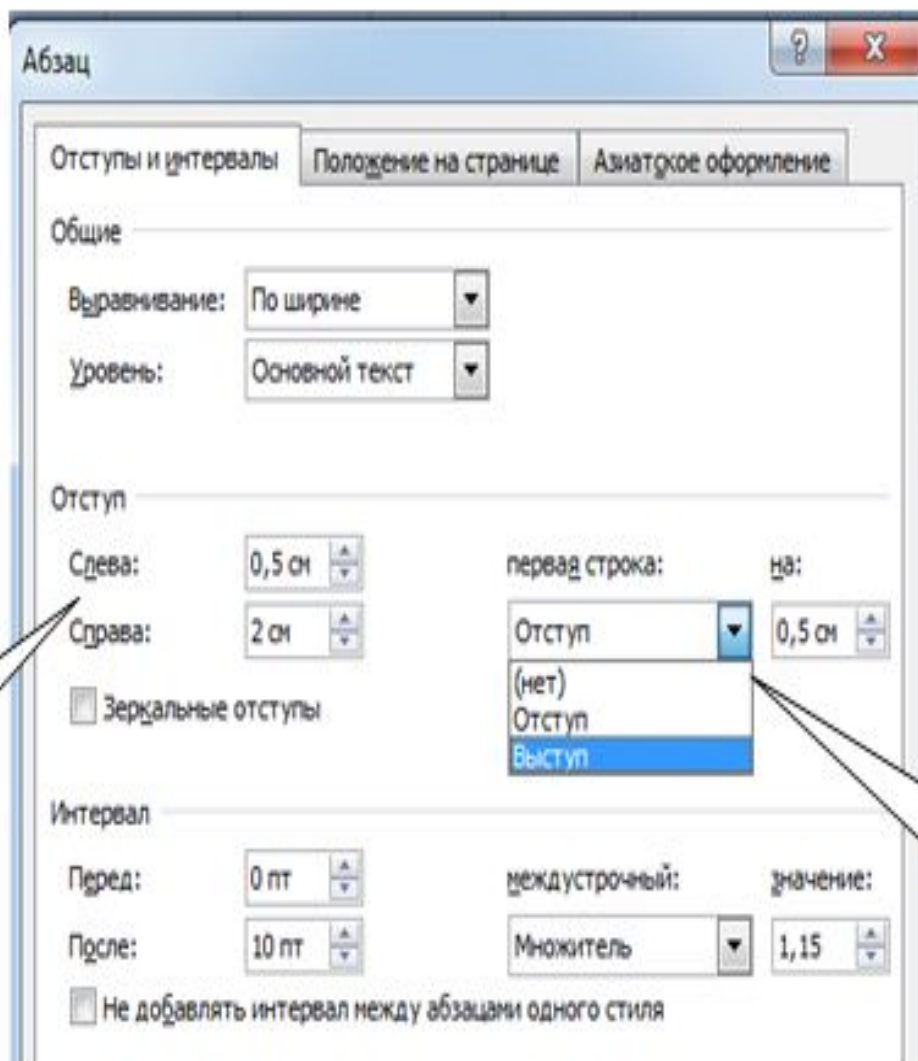 Абзац
Отступы и интервалы Положение на странице Азиатское оформление
Общие
Выравнивание: По ширине
Уровень: Основной текст
Отступ
Слева: 0,5 см первая строка: на:
Справа: 2 см Отступ 0,5 см
(нет)
Зеркальные отступы
Отступ
Выступ
Интервал
Перед: 0 пт междустрочный: значение:
После: 10 пт Множитель 1,15
Не добавлять интервал между абзацами одного стиля